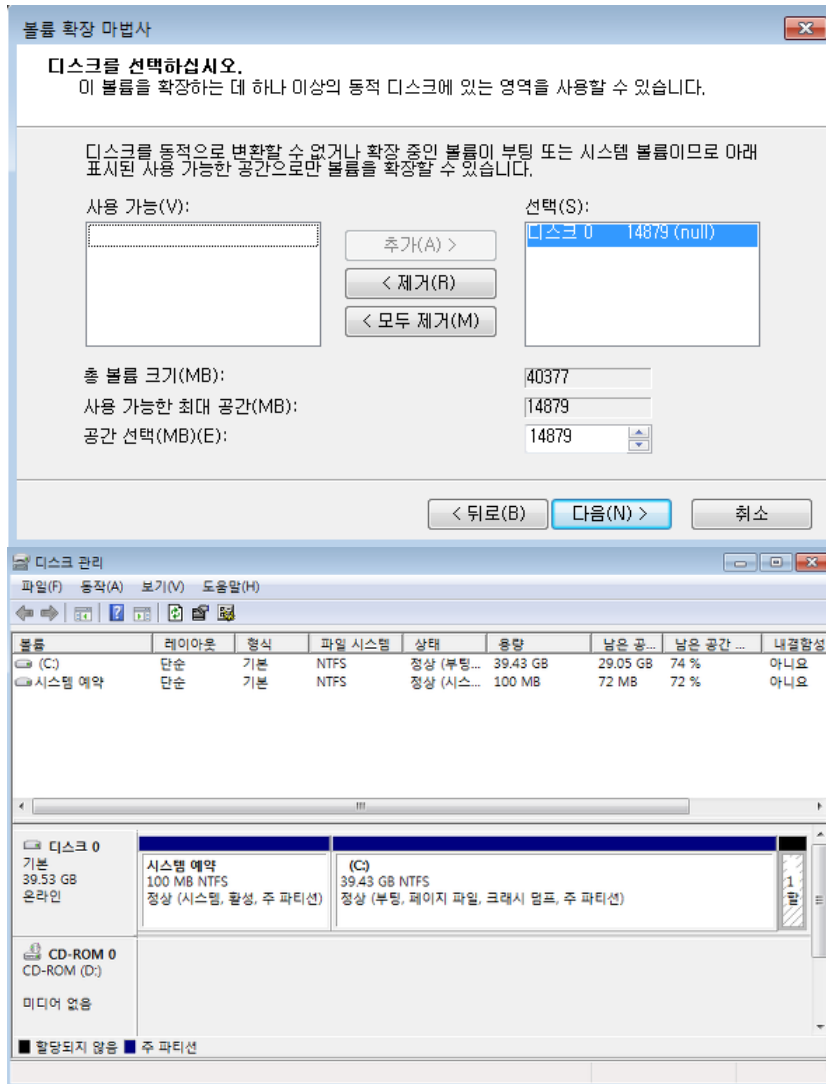 볼륨 확장 마법사
디스크를 선택하십시오.
이 볼륨을 확장하는 데 하나 이상의 동적 디스크에 있는 영역을 사용할 수 있습니다.
디스크를 동적으로 변환할 수 없거나 확장 중인 볼륨이 부팅 또는 시스템 볼륨이므로 아래
표시된 사용 가능한 공간으로만 볼륨을 확장할 수 있습니다.
사용 가능(V): 선택(S):
디스크 0 14879 (null)
추가(A) >
< 제거(R)
< 모두 제거(M)
총 볼륨 크기(MB): 40377
사용 가능한 최대 공간(MB): 14879
공간 선택(MB)(E): 14879
< 뒤로(B) 다음(N) > 취소
디스크 관리
파일(F) 동작(A) 보기(V) 도움말(H)
볼륨 레이아웃 형식 파일 시스템 상태 용량 남은 공... 남은 공간 ... 내결함성
(C:) 단순 기본 NTFS 정상 (부팅... 39.43 GB 29.05 GB 74 % 아니요
시스템 예약 단순 기본 NTFS 정상 (시스... 100 MB 72 MB 72 % 아니요
디스크 0
기본
39.53 GB
온라인
시스템 예약
100 MB NTFS
정상 (시스템, 활성, 주 파티션)
(C:)
39.43 GB NTFS
정상 (부팅, 페이지 파일, 크래시 덤프, 주 파티션)
1
할
CD-ROM 0
CD-ROM (D:)
미디어 없음
할당되지 않음 주 파티션